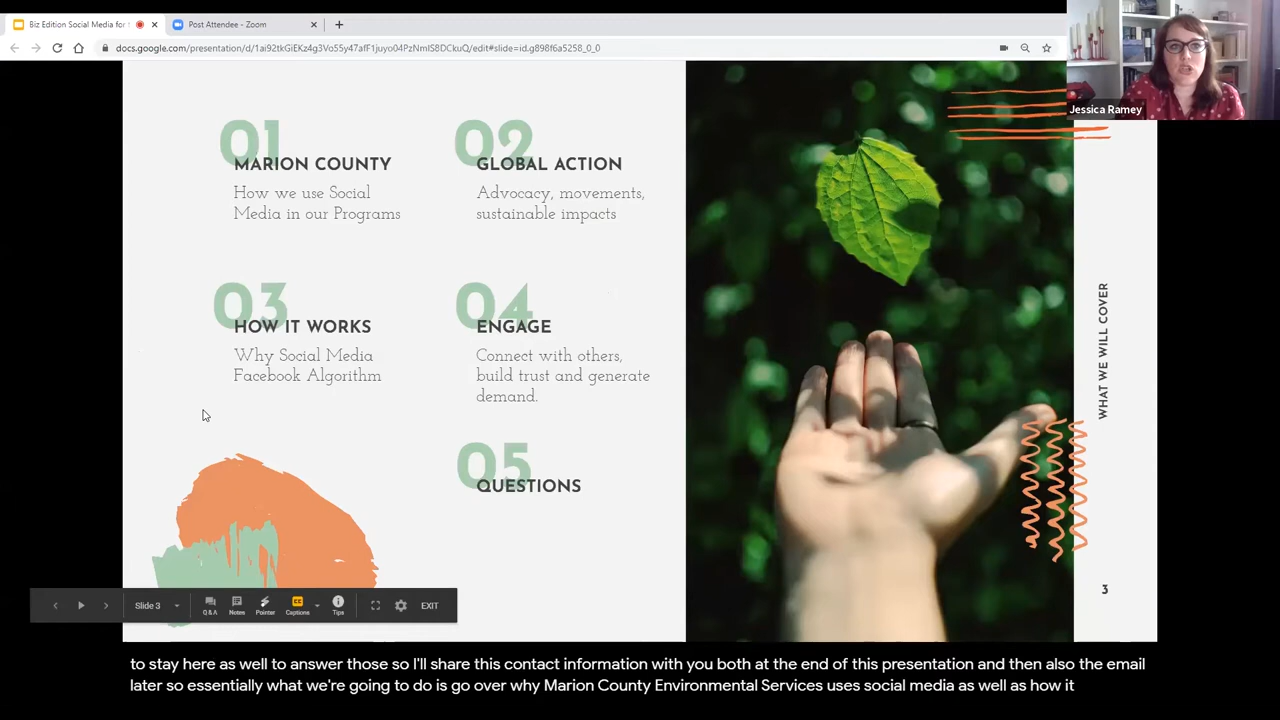 Biz Edition Social Media for
Post Attendee - Zoom
docs.google.com/presentation/d/1ai92tkGiEKz4g3Vo55y47afF1juyo04PzNmIS8DCkuQ/edit#slide=id.g898f6a5258_0_0
Jessica Ramey
01
MARION COUNTY
How we use Social
Media in our Programs
02
GLOBAL ACTION
Advocacy, movements,
sustainable impacts
03
HOW IT WORKS
Why Social Media
Facebook Algorithm
04
ENGAGE
Connect with others,
build trust and generate
demand.
05
QUESTIONS
WHAT WE WILL COVER
3
Slide 3
Q&A
Notes
Pointer
Captions
Tips
EXIT
to stay here as well to answer those so I'll share this contact information with you both at the end of this presentation and then also the email
later so essentially what we're going to do is go over why Marion County Environmental Services uses social media as well as how it